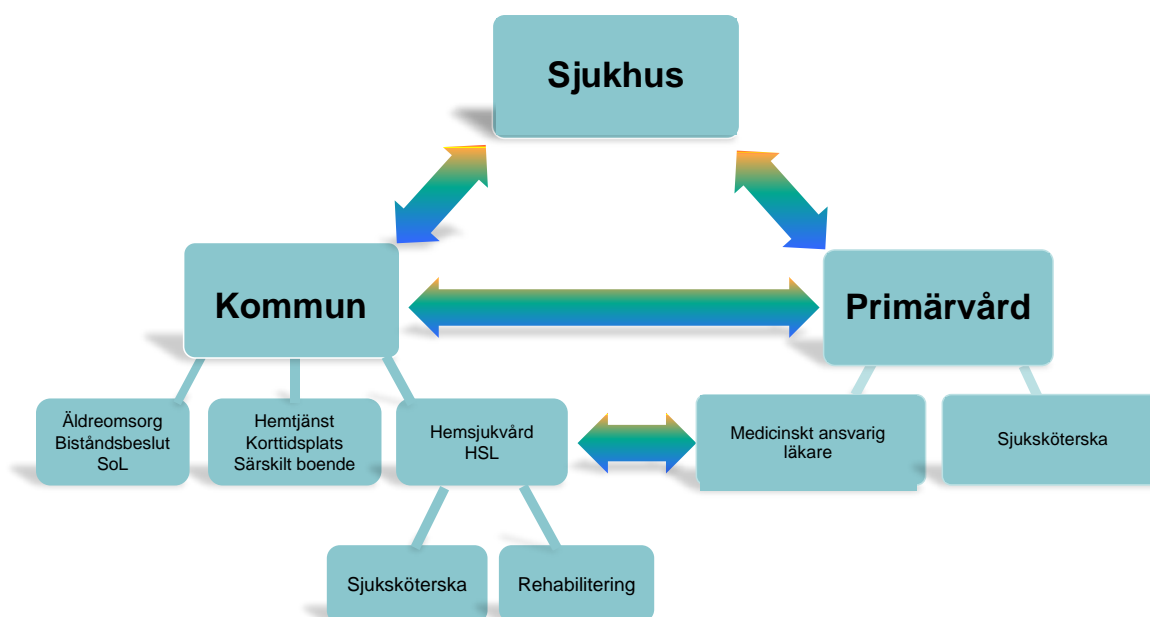 Sjukhus
Kommun
Primärvård
Äldreomsorg
Biståndsbeslut
SoL
Hemtjänst
Korttidsplats
Särskilt boende
Hemsjukvård
HSL
Medicinskt ansvarig
läkare
Sjuksköterska
Sjuksköterska
Rehabilitering